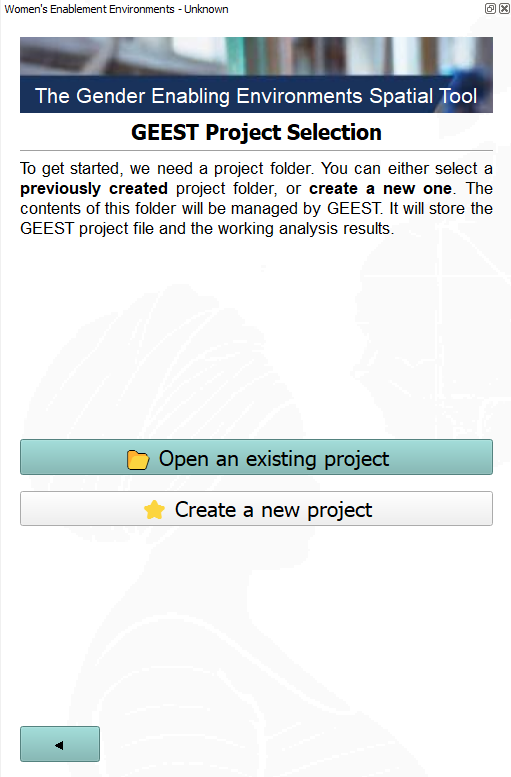 Women's Enablement Environments - Unknown
The Gender Enabling Environments Spatial Tool
GEEST Project Selection
To get started, we need a project folder. You can either select a
previously created project folder, or create a new one. The
contents of this folder will be managed by GEEST. It will store the
GEEST project file and the working analysis results.
Open an existing project
Create a new project